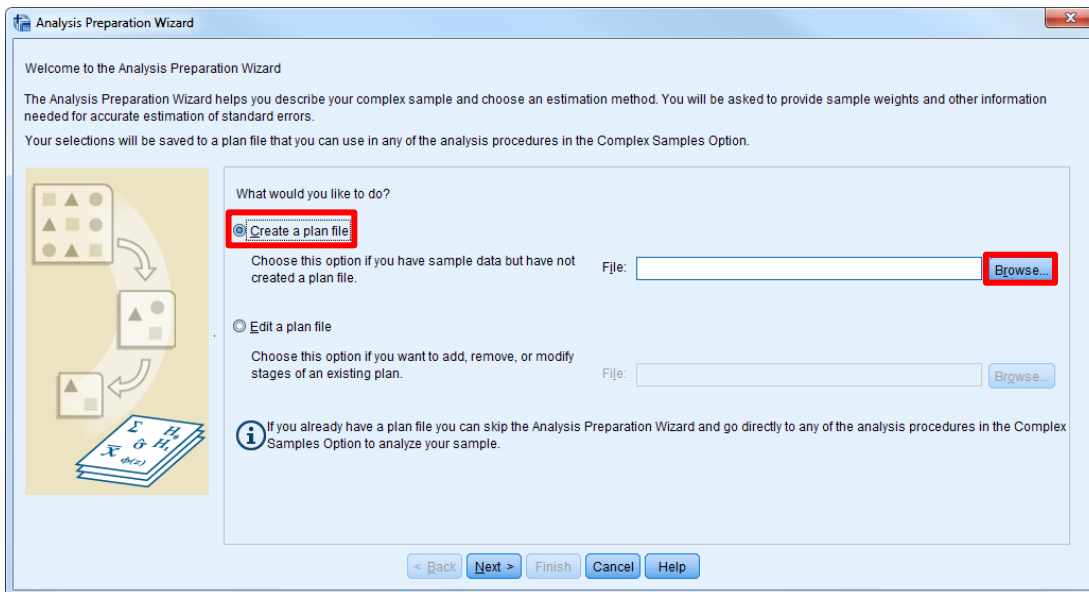 Analysis Preparation Wizard
Welcome to the Analysis Preparation Wizard
The Analysis Preparation Wizard helps you describe your complex sample and choose an estimation method. You will be asked to provide sample weights and other information
needed for accurate estimation of standard errors.
Your selections will be saved to a plan file that you can use in any of the analysis procedures in the Complex Samples Option.
What would you like to do?
Create a plan file
Choose this option if you have sample data but have not
created a plan file.
File:
Browse...
Edit a plan file
Choose this option if you want to add, remove, or modify
stages of an existing plan.
File:
Browse...
If you already have a plan file you can skip the Analysis Preparation Wizard and go directly to any of the analysis procedures in the Complex
Samples Option to analyze your sample.
Σ H₀
x̄ σ̂ H₁
φ(z)
< Back Next > Finish Cancel Help